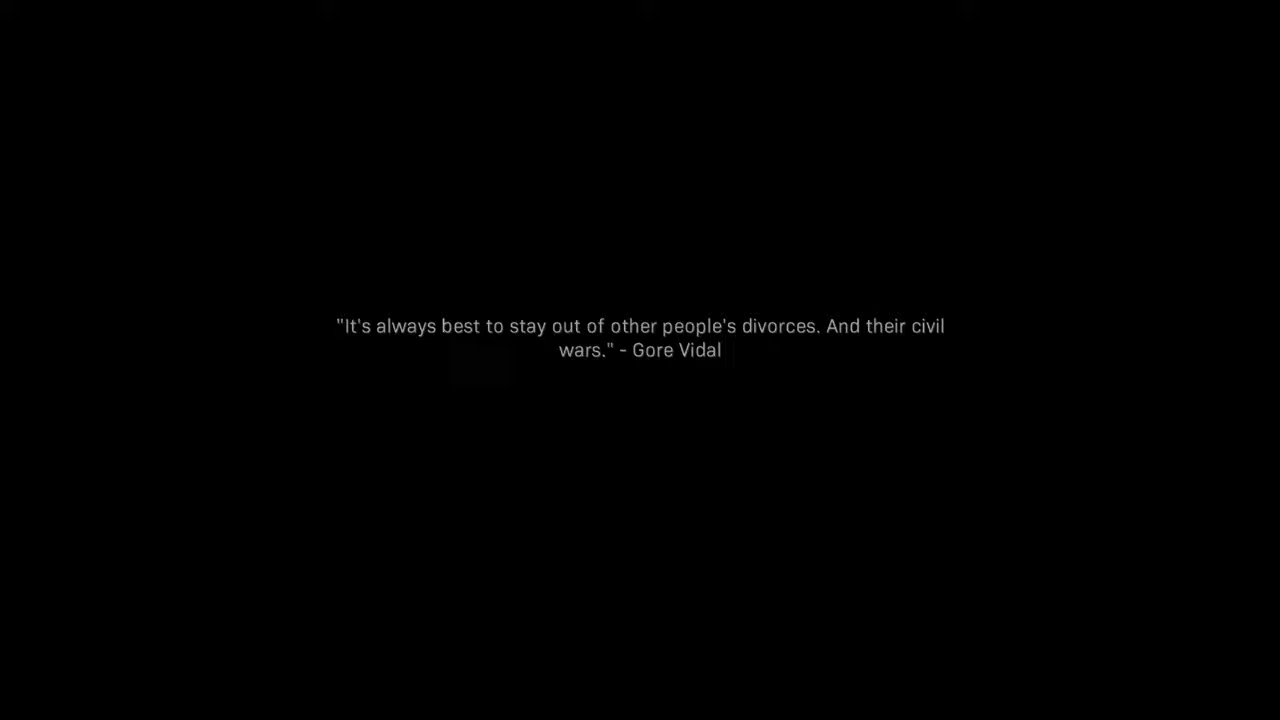 "It's always best to stay out of other people's divorces. And their civil
wars." - Gore Vidal